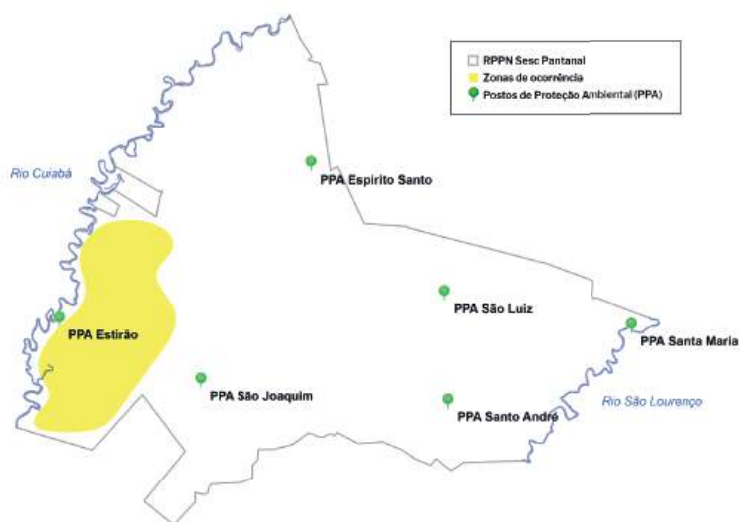 RPPN Sesc Pantanal
Zonas de ocorrência
Postos de Proteção Ambiental (PPA)
Rio Cuiabá
PPA Espirito Santo
PPA São Luiz
PPA Estirão
PPA Santa Maria
PPA São Joaquim
Rio São Lourenço
PPA Santo André